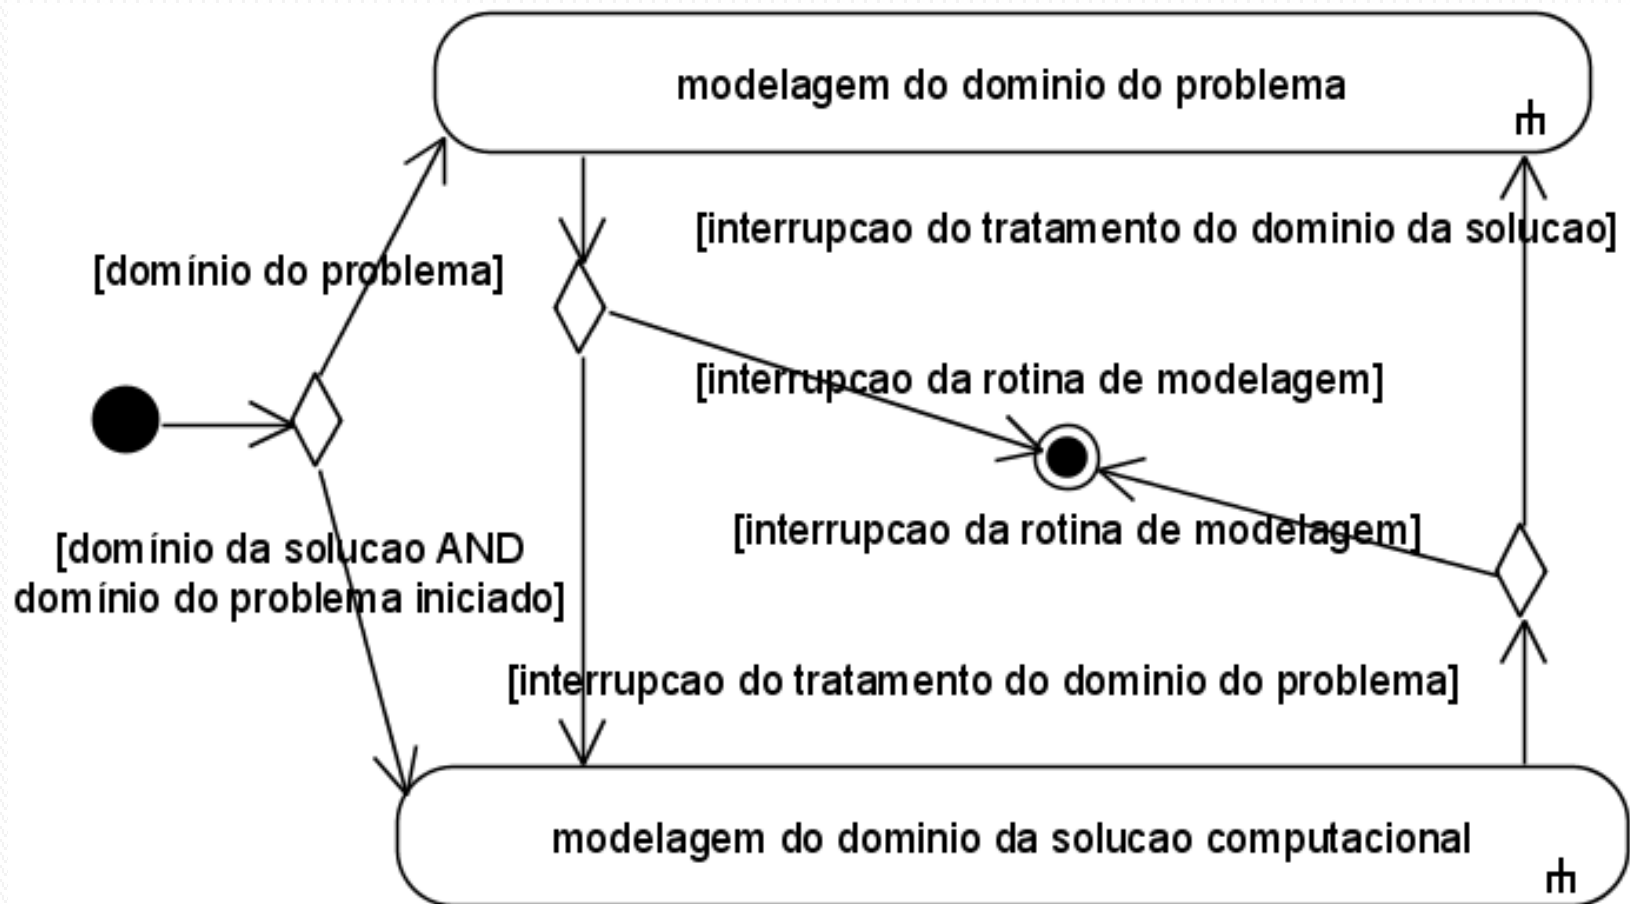 modelagem do dominio do problema
[interrupcao do tratamento do dominio da solucao]
[domínio do problema]
[interrupcao da rotina de modelagem]
[interrupcao da rotina de modelagem]
[domínio da solucao AND
domínio do problema iniciado]
[interrupcao do tratamento do dominio do problema]
modelagem do dominio da solucao computacional